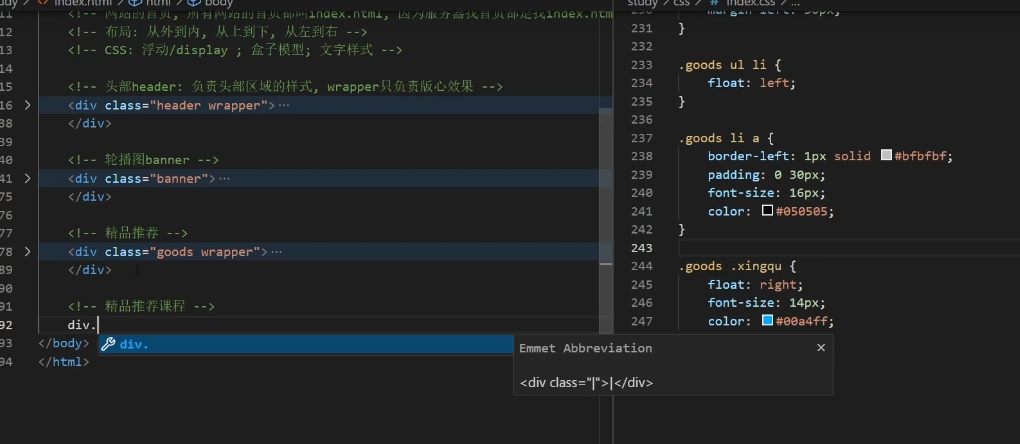 study > index.html > html > body
<!-- 网站的首页, 所有网站的首页都叫index.html, 因为服务器找首页都是找index.htm
12 <!-- 布局: 从外到内, 从上到下, 从左到右 -->
13 <!-- CSS: 浮动/display ; 盒子模型; 文字样式 -->
14
15 <!-- 头部header: 负责头部区域的样式, wrapper只负责版心效果 -->
16 <div class="header wrapper">…
38 </div>
39
40 <!-- 轮播图banner -->
41 <div class="banner">…
75 </div>
76
77 <!-- 精品推荐 -->
78 <div class="goods wrapper">…
89 </div>
90
91 <!-- 精品推荐课程 -->
92 div.
93 </body>
94 </html>
div.
Emmet Abbreviation
<div class="|">|</div>
study > css > # index.css > ...
230 margin-left: 30px;
231 }
232
233 .goods ul li {
234 float: left;
235 }
236
237 .goods li a {
238 border-left: 1px solid #bfbfbf;
239 padding: 0 30px;
240 font-size: 16px;
241 color: #050505;
242 }
243
244 .goods .xingqu {
245 float: right;
246 font-size: 14px;
247 color: #00a4ff;